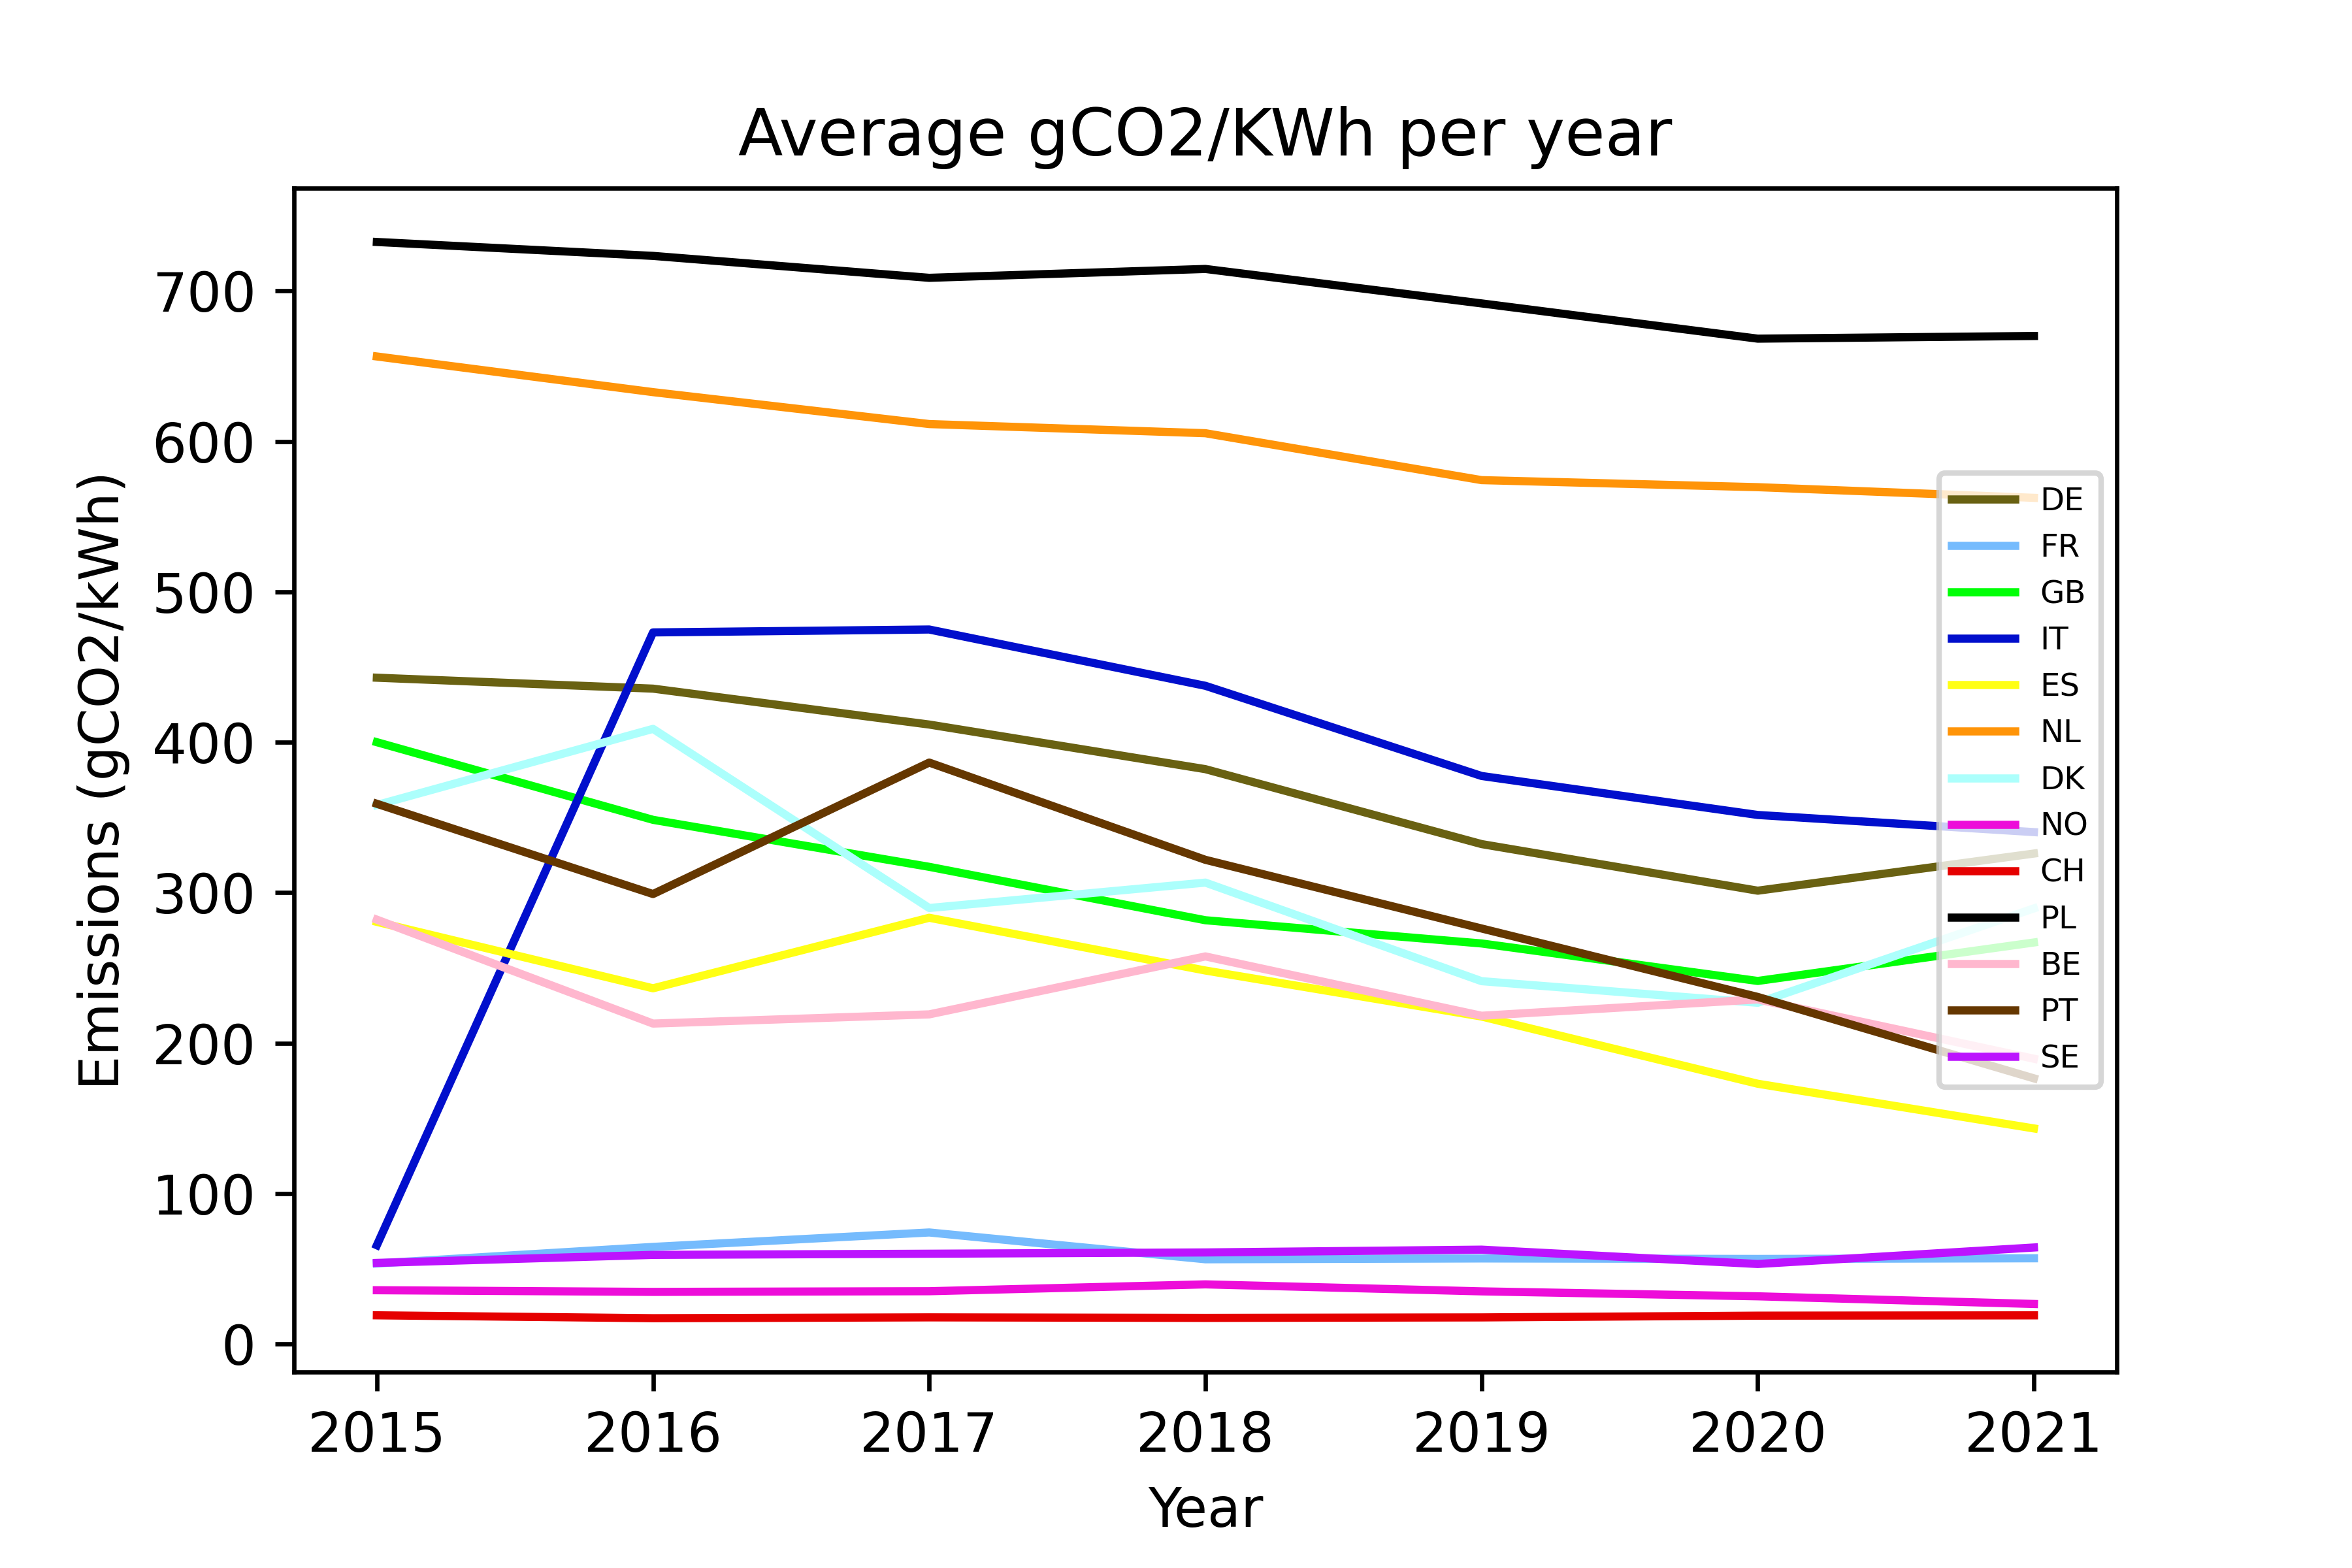 Average gCO2/KWh per year
Emissions (gCO2/kWh)
700
600
500
400
300
200
100
0
DE
FR
GB
IT
ES
NL
DK
NO
CH
PL
BE
PT
SE
2015 2016 2017 2018 2019 2020 2021
Year